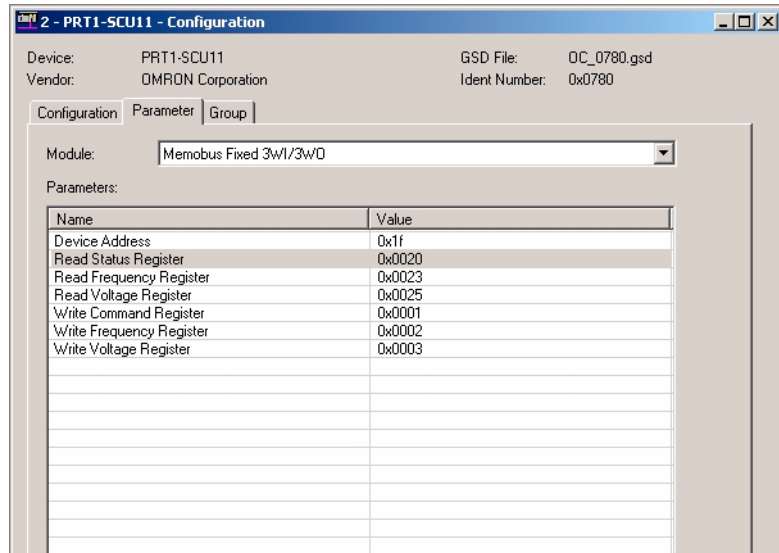 2 - PRT1-SCU11 - Configuration
Device: PRT1-SCU11 GSD File: OC_0780.gsd
Vendor: OMRON Corporation Ident Number: 0x0780
Configuration Parameter Group
Module: Memobus Fixed 3WI/3WO
Parameters:
Name Value
Device Address 0x1f
Read Status Register 0x0020
Read Frequency Register 0x0023
Read Voltage Register 0x0025
Write Command Register 0x0001
Write Frequency Register 0x0002
Write Voltage Register 0x0003